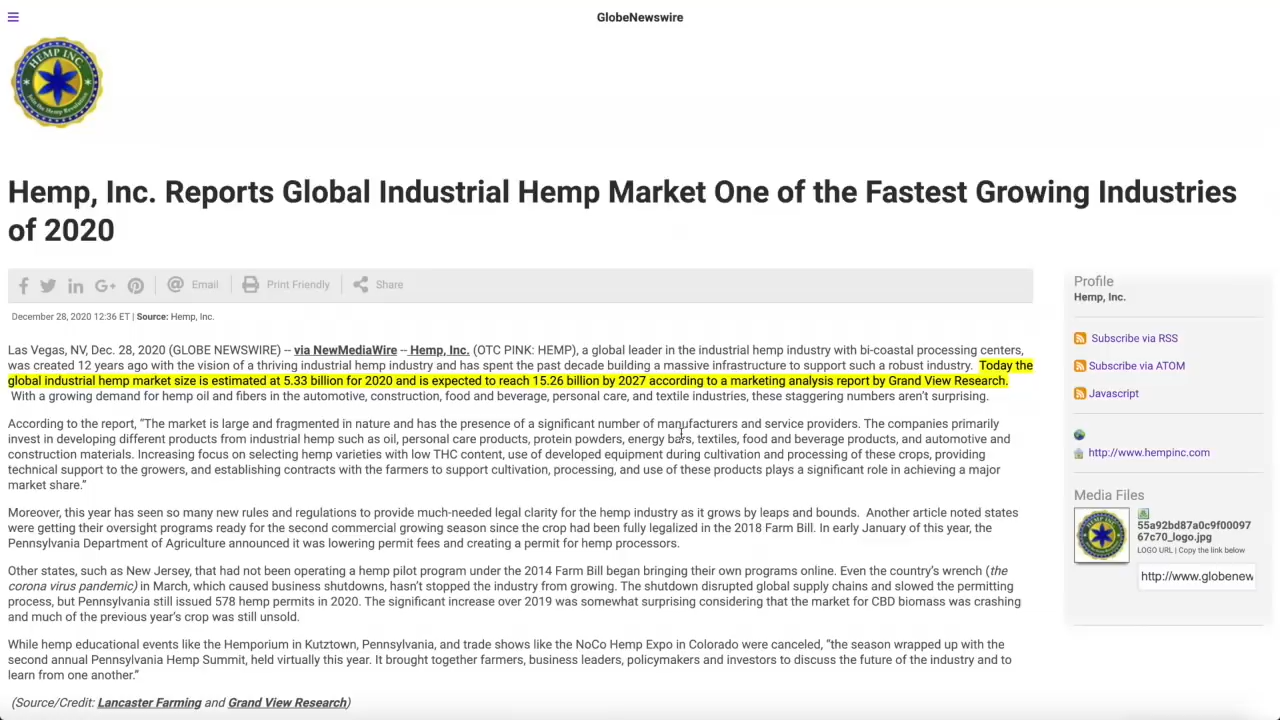 GlobeNewswire
HEMP INC.
Join the Hemp Revolution
Hemp, Inc. Reports Global Industrial Hemp Market One of the Fastest Growing Industries
of 2020
Email
Print Friendly
Share
December 28, 2020 12:36 ET | Source: Hemp, Inc.
Las Vegas, NV, Dec. 28, 2020 (GLOBE NEWSWIRE) -- via NewMediaWire -- Hemp, Inc. (OTC PINK: HEMP), a global leader in the industrial hemp industry with bi-coastal processing centers,
was created 12 years ago with the vision of a thriving industrial hemp industry and has spent the past decade building a massive infrastructure to support such a robust industry. Today the
global industrial hemp market size is estimated at 5.33 billion for 2020 and is expected to reach 15.26 billion by 2027 according to a marketing analysis report by Grand View Research.
With a growing demand for hemp oil and fibers in the automotive, construction, food and beverage, personal care, and textile industries, these staggering numbers aren’t surprising.
According to the report, “The market is large and fragmented in nature and has the presence of a significant number of manufacturers and service providers. The companies primarily
invest in developing different products from industrial hemp such as oil, personal care products, protein powders, energy bars, textiles, food and beverage products, and automotive and
construction materials. Increasing focus on selecting hemp varieties with low THC content, use of developed equipment during cultivation and processing of these crops, providing
technical support to the growers, and establishing contracts with the farmers to support cultivation, processing, and use of these products plays a significant role in achieving a major
market share.”
Moreover, this year has seen so many new rules and regulations to provide much-needed legal clarity for the hemp industry as it grows by leaps and bounds. Another article noted states
were getting their oversight programs ready for the second commercial growing season since the crop had been fully legalized in the 2018 Farm Bill. In early January of this year, the
Pennsylvania Department of Agriculture announced it was lowering permit fees and creating a permit for hemp processors.
Other states, such as New Jersey, that had not been operating a hemp pilot program under the 2014 Farm Bill began bringing their own programs online. Even the country’s wrench (the
corona virus pandemic) in March, which caused business shutdowns, hasn’t stopped the industry from growing. The shutdown disrupted global supply chains and slowed the permitting
process, but Pennsylvania still issued 578 hemp permits in 2020. The significant increase over 2019 was somewhat surprising considering that the market for CBD biomass was crashing
and much of the previous year’s crop was still unsold.
While hemp educational events like the Hemporium in Kutztown, Pennsylvania, and trade shows like the NoCo Hemp Expo in Colorado were canceled, “the season wrapped up with the
second annual Pennsylvania Hemp Summit, held virtually this year. It brought together farmers, business leaders, policymakers and investors to discuss the future of the industry and to
learn from one another.”
(Source/Credit: Lancaster Farming and Grand View Research)
Profile
Hemp, Inc.
Subscribe via RSS
Subscribe via ATOM
Javascript
http://www.hempinc.com
Media Files
55a92bd87a0c9f00097
67c70_logo.jpg
LOGO URL | Copy the link below
http://www.globenew